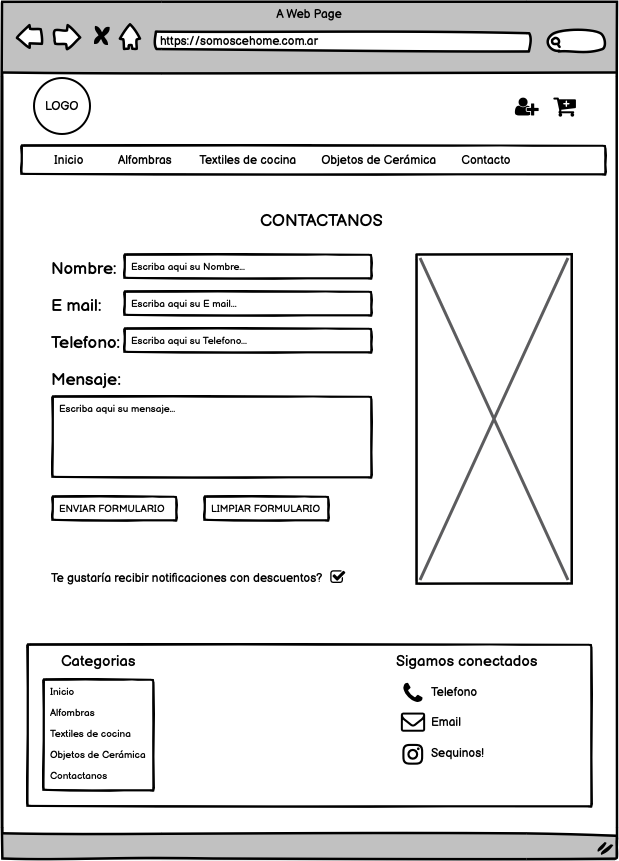 A Web Page
https://somoscehome.com.ar
LOGO
Inicio Alfombras Textiles de cocina Objetos de Cerámica Contacto
CONTACTANOS
Nombre: Escriba aqui su Nombre...
E mail: Escriba aqui su E mail...
Telefono: Escriba aqui su Telefono...
Mensaje:
Escriba aqui su mensaje...
ENVIAR FORMULARIO LIMPIAR FORMULARIO
Te gustaría recibir notificaciones con descuentos?
Categorias
Inicio
Alfombras
Textiles de cocina
Objetos de Cerámica
Contactanos
Sigamos conectados
Telefono
Email
Sequinos!